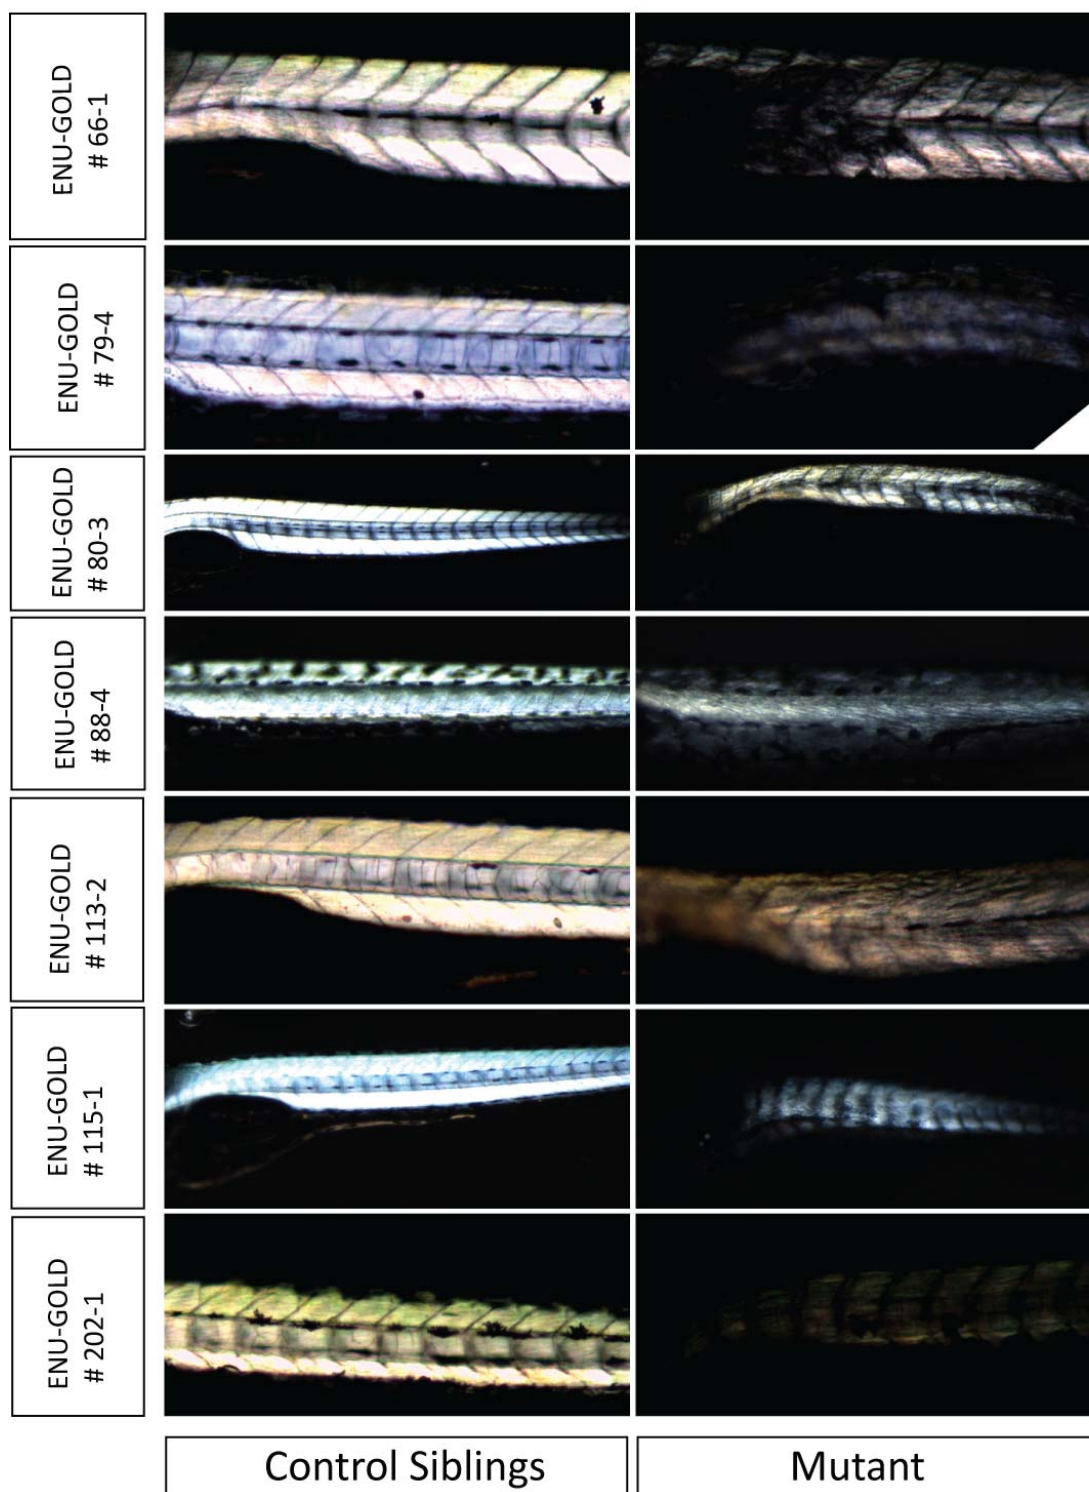 ENU-GOLD
# 66-1
ENU-GOLD
# 79-4
ENU-GOLD
# 80-3
ENU-GOLD
# 88-4
ENU-GOLD
# 113-2
ENU-GOLD
# 115-1
ENU-GOLD
# 202-1
Control Siblings
Mutant